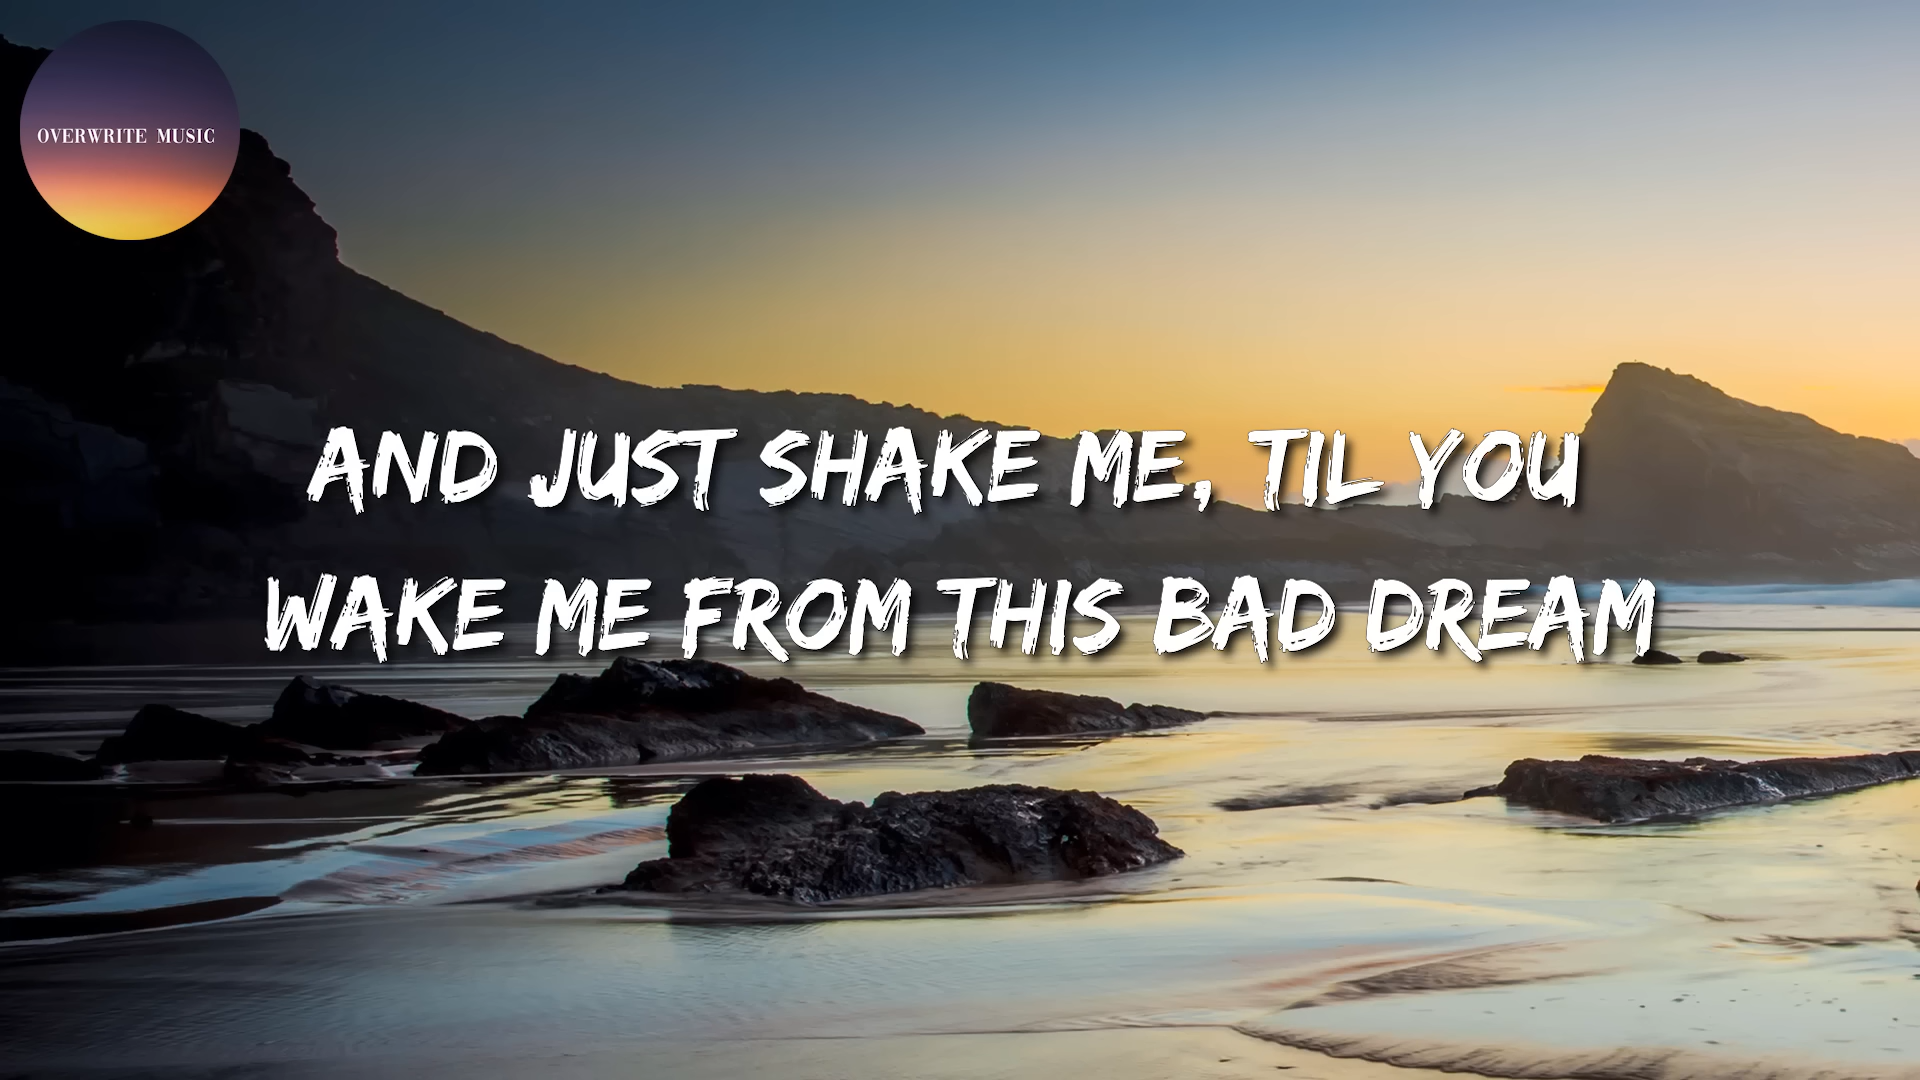 OVERWRITE MUSIC
AND JUST SHAKE ME, TIL YOU
WAKE ME FROM THIS BAD DREAM